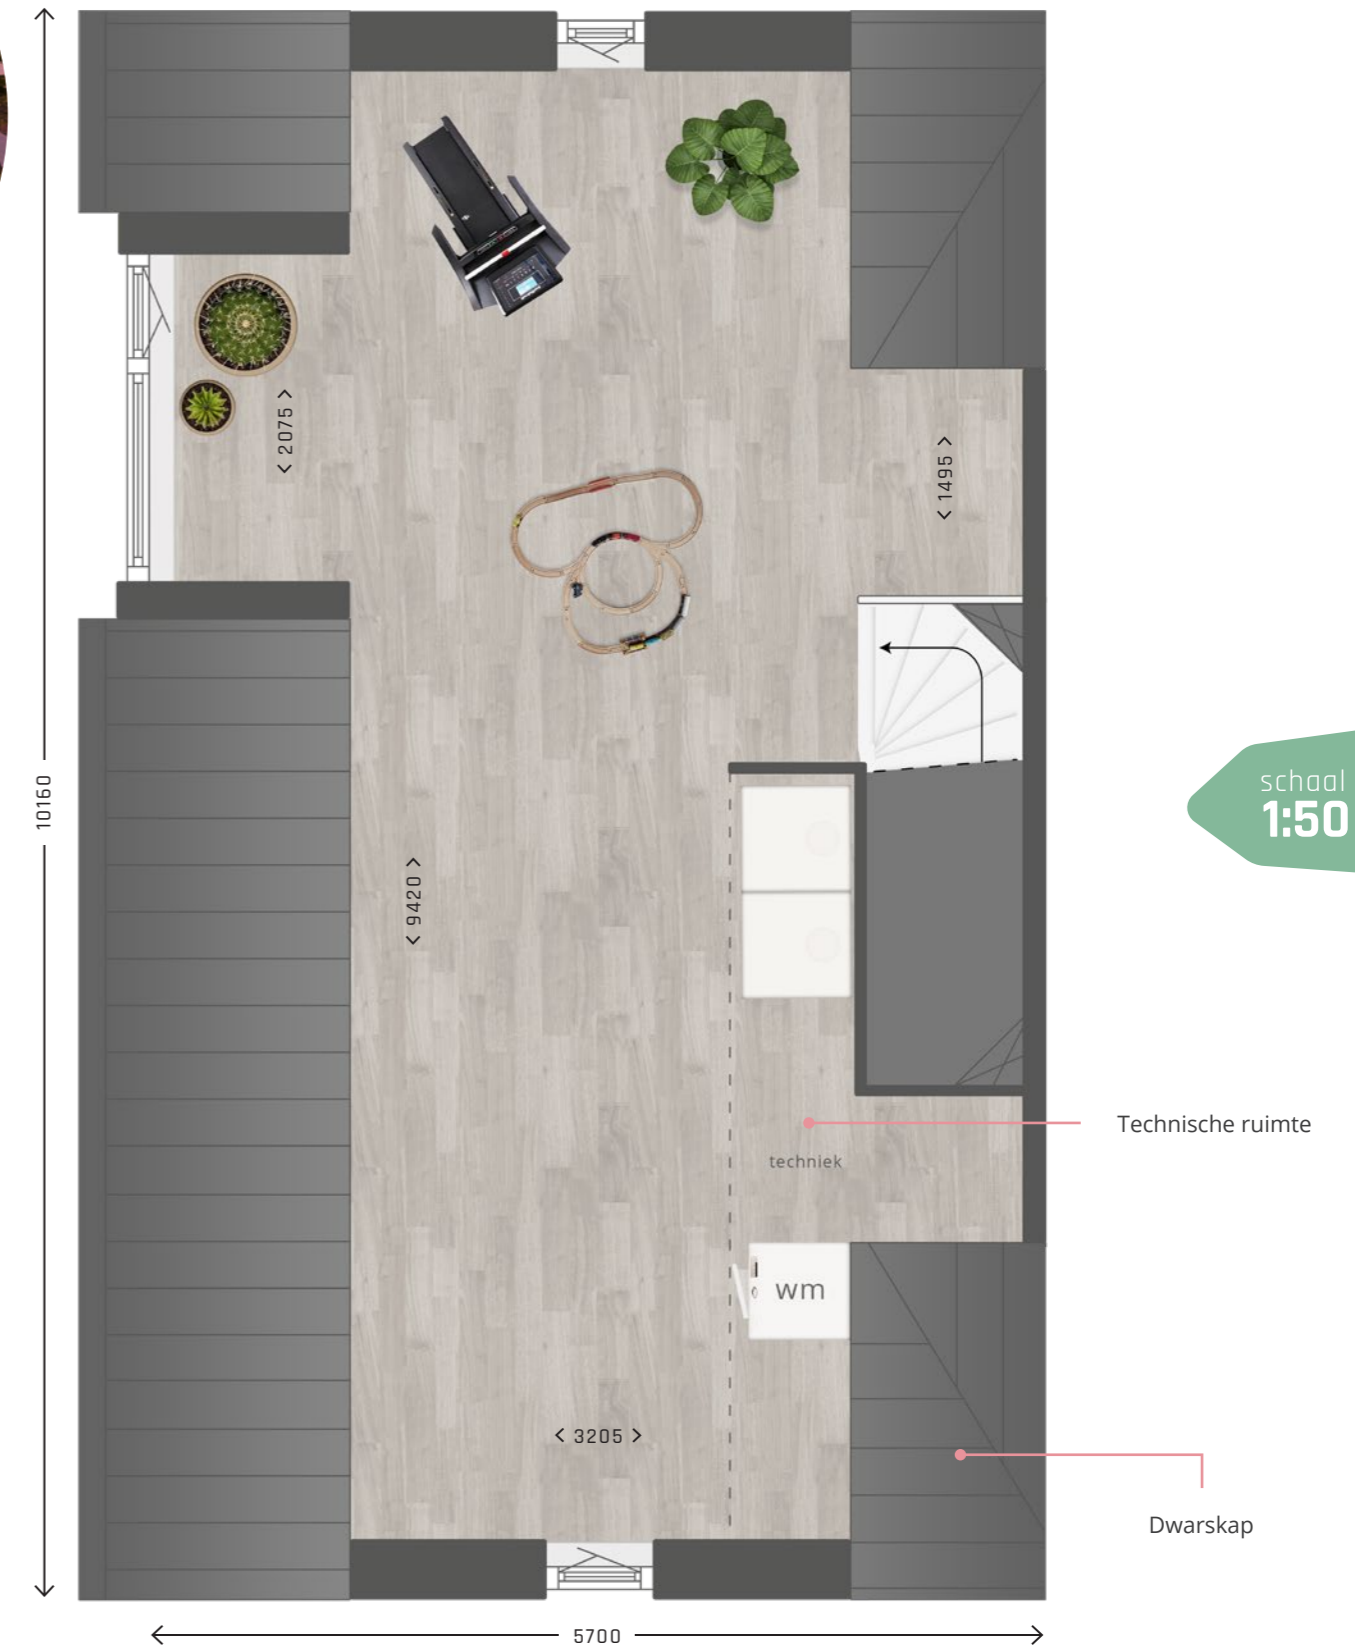 < 2075 >
< 1495 >
10160
schaal
1:50
< 9420 >
Technische ruimte
techniek
wm
< 3205 >
Dwarskap
5700